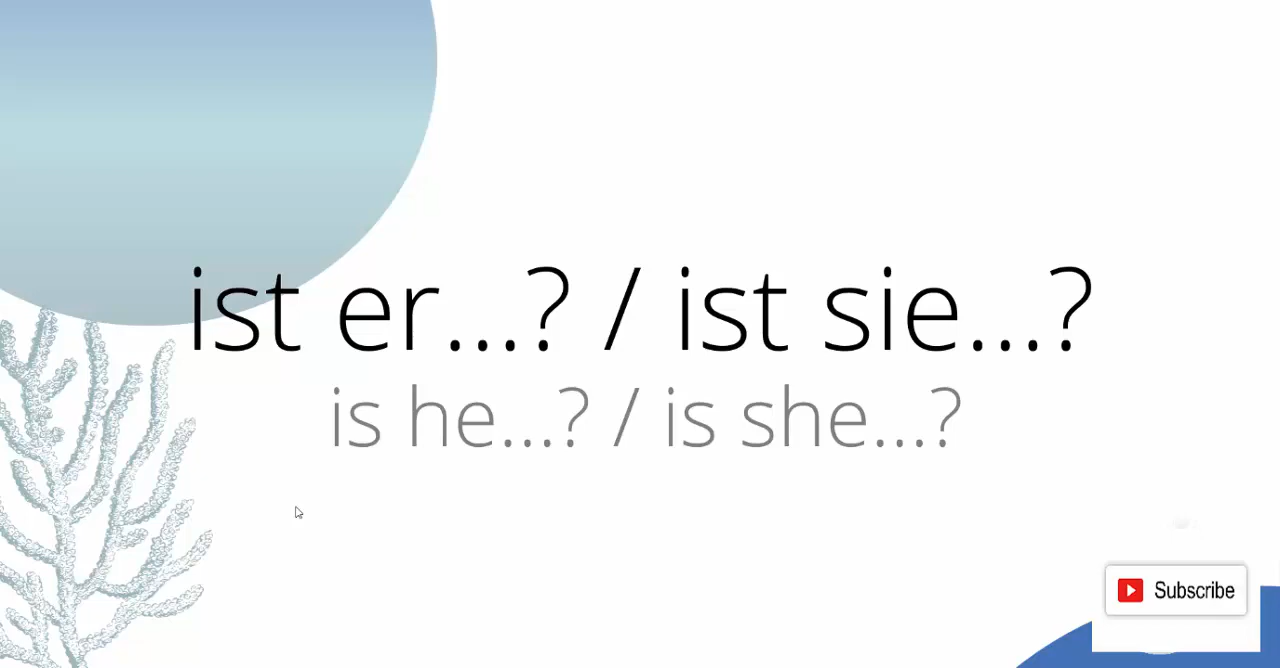 ist er...? / ist sie...?
is he...? / is she...?
Subscribe